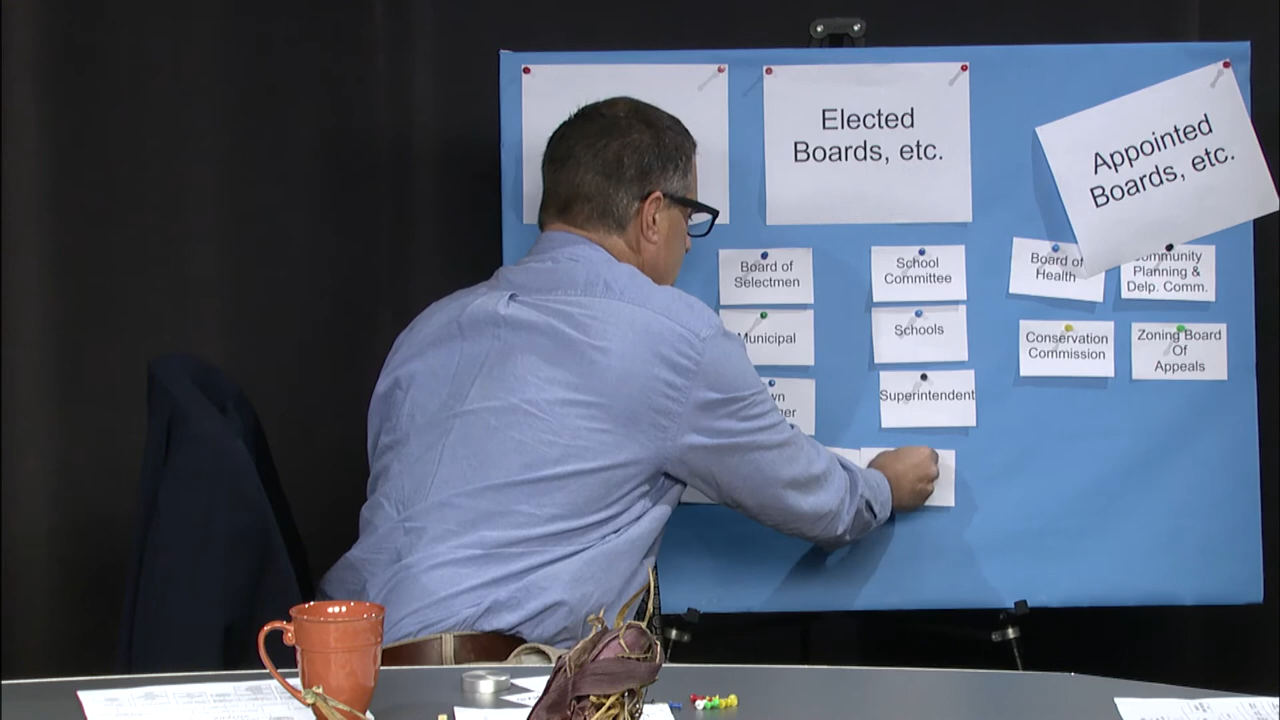 Elected
Boards, etc.
Appointed
Boards, etc.
Board of
Selectmen
School
Committee
Board of
Health
Community
Planning &
Delp. Comm.
Municipal
Schools
Conservation
Commission
Zoning Board
Of
Appeals
Superintendent